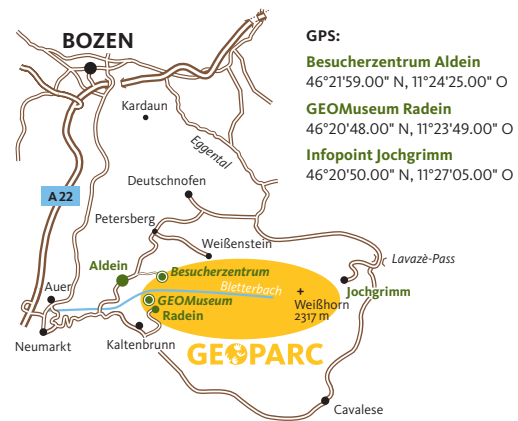 BOZEN
Kardaun
Eggental
Deutschnofen
A 22
Petersberg
Weißenstein
Lavazè-Pass
Aldein
Besucherzentrum
Bletterbach
Jochgrimm
Auer
GEOMuseum
Radein
Weißhorn
2317 m
Neumarkt
Kaltenbrunn
GEOPARC
Cavalese
GPS:
Besucherzentrum Aldein
46°21'59.00" N, 11°24'25.00" O
GEOMuseum Radein
46°20'48.00" N, 11°23'49.00" O
Infopoint Jochgrimm
46°20'50.00" N, 11°27'05.00" O